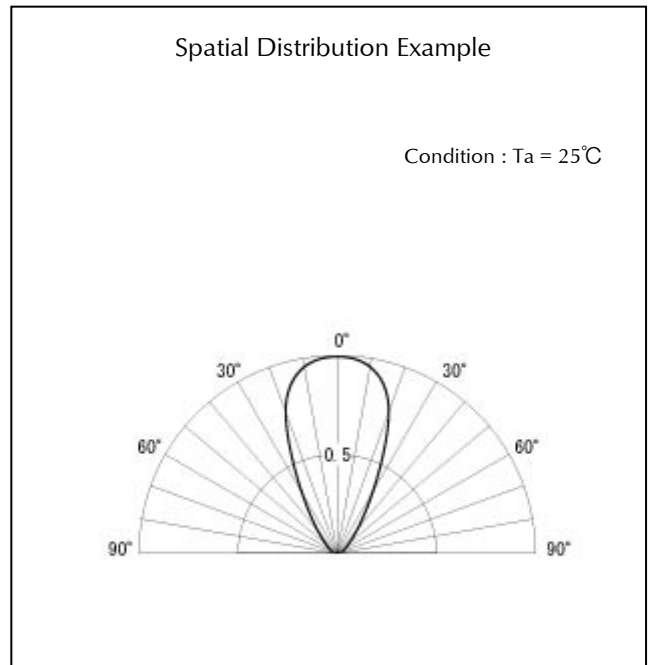 Spatial Distribution Example
Condition : Ta = 25℃
0°
30° 30°
60° 60°
0.5
90° 90°